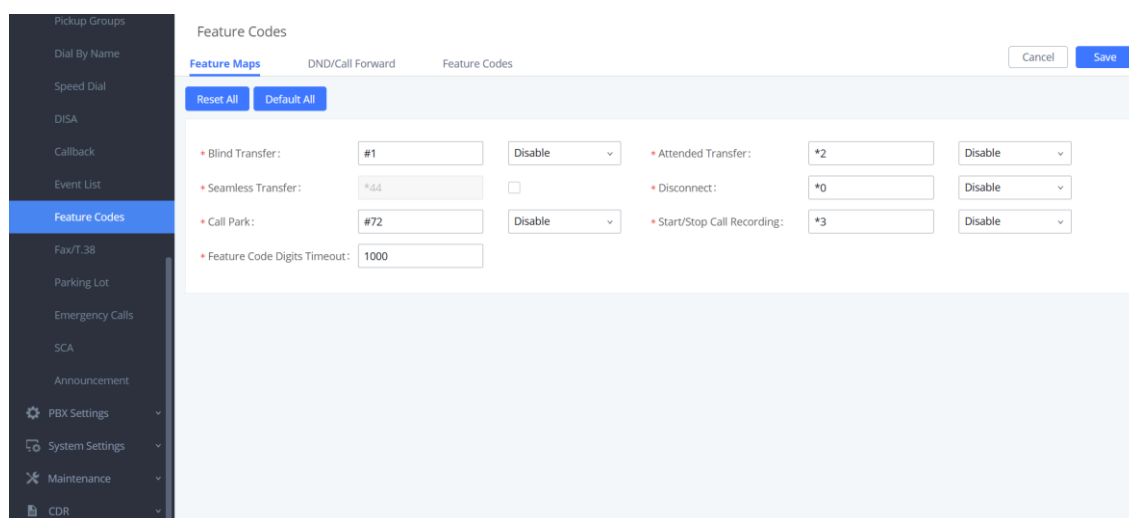 Pickup Groups
Dial By Name
Speed Dial
DISA
Callback
Event List
Feature Codes
Fax/T.38
Parking Lot
Emergency Calls
SCA
Announcement
PBX Settings
System Settings
Maintenance
CDR
Feature Codes
Feature Maps DND/Call Forward Feature Codes
Cancel Save
Reset All Default All
* Blind Transfer: #1 Disable * Attended Transfer: *2 Disable
* Seamless Transfer: *44 * Disconnect: *0 Disable
* Call Park: #72 Disable * Start/Stop Call Recording: *3 Disable
* Feature Code Digits Timeout: 1000